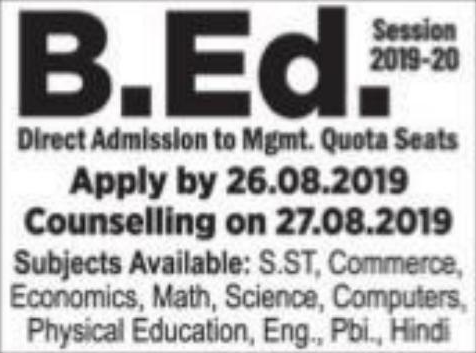 B.Ed.
Session
2019-20
Direct Admission to Mgmt. Quota Seats
Apply by 26.08.2019
Counselling on 27.08.2019
Subjects Available: S.ST, Commerce,
Economics, Math, Science, Computers,
Physical Education, Eng., Pbi., Hindi